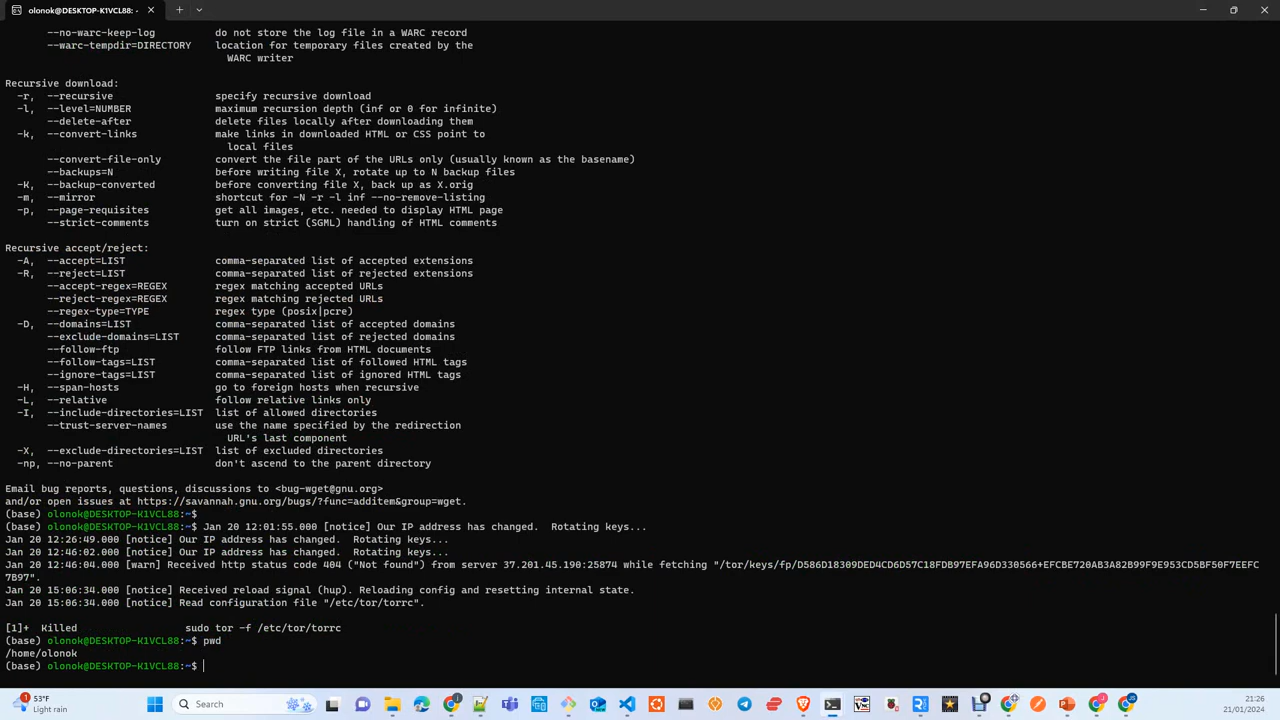 olonok@DESKTOP-K1VCL88: ~
--no-warc-keep-log do not store the log file in a WARC record
--warc-tempdir=DIRECTORY location for temporary files created by the
WARC writer
Recursive download:
-r, --recursive specify recursive download
-l, --level=NUMBER maximum recursion depth (inf or 0 for infinite)
--delete-after delete files locally after downloading them
-k, --convert-links make links in downloaded HTML or CSS point to
local files
--convert-file-only convert the file part of the URLs only (usually known as the basename)
--backups=N before writing file X, rotate up to N backup files
-K, --backup-converted before converting file X, back up as X.orig
-m, --mirror shortcut for -N -r -l inf --no-remove-listing
-p, --page-requisites get all images, etc. needed to display HTML page
--strict-comments turn on strict (SGML) handling of HTML comments
Recursive accept/reject:
-A, --accept=LIST comma-separated list of accepted extensions
-R, --reject=LIST comma-separated list of rejected extensions
--accept-regex=REGEX regex matching accepted URLs
--reject-regex=REGEX regex matching rejected URLs
--regex-type=TYPE regex type (posix|pcre)
-D, --domains=LIST comma-separated list of accepted domains
--exclude-domains=LIST comma-separated list of rejected domains
--follow-ftp follow FTP links from HTML documents
--follow-tags=LIST comma-separated list of followed HTML tags
--ignore-tags=LIST comma-separated list of ignored HTML tags
-H, --span-hosts go to foreign hosts when recursive
-L, --relative follow relative links only
-I, --include-directories=LIST list of allowed directories
--trust-server-names use the name specified by the redirection
URL's last component
-X, --exclude-directories=LIST list of excluded directories
-np, --no-parent don't ascend to the parent directory
Email bug reports, questions, discussions to <bug-wget@gnu.org>
and/or open issues at https://savannah.gnu.org/bugs/?func=additem&group=wget.
(base) olonok@DESKTOP-K1VCL88:~$
(base) olonok@DESKTOP-K1VCL88:~$ Jan 20 12:01:55.000 [notice] Our IP address has changed.  Rotating keys...
Jan 20 12:26:49.000 [notice] Our IP address has changed.  Rotating keys...
Jan 20 12:46:02.000 [notice] Our IP address has changed.  Rotating keys...
Jan 20 12:46:04.000 [warn] Received http status code 404 ("Not found") from server 37.201.45.190:25874 while fetching "/tor/keys/fp/D586D18309DED4CD6D57C18FDB97EFA96D330566+EFCBE720AB3A82B99F9E953CD5BF50F7EEFC
7B97".
Jan 20 15:06:34.000 [notice] Received reload signal (hup). Reloading config and resetting internal state.
Jan 20 15:06:34.000 [notice] Read configuration file "/etc/tor/torrc".
[1]+  Killed sudo tor -f /etc/tor/torrc
(base) olonok@DESKTOP-K1VCL88:~$ pwd
/home/olonok
(base) olonok@DESKTOP-K1VCL88:~$
1
53°F
Light rain
Search
21:26
21/01/2024